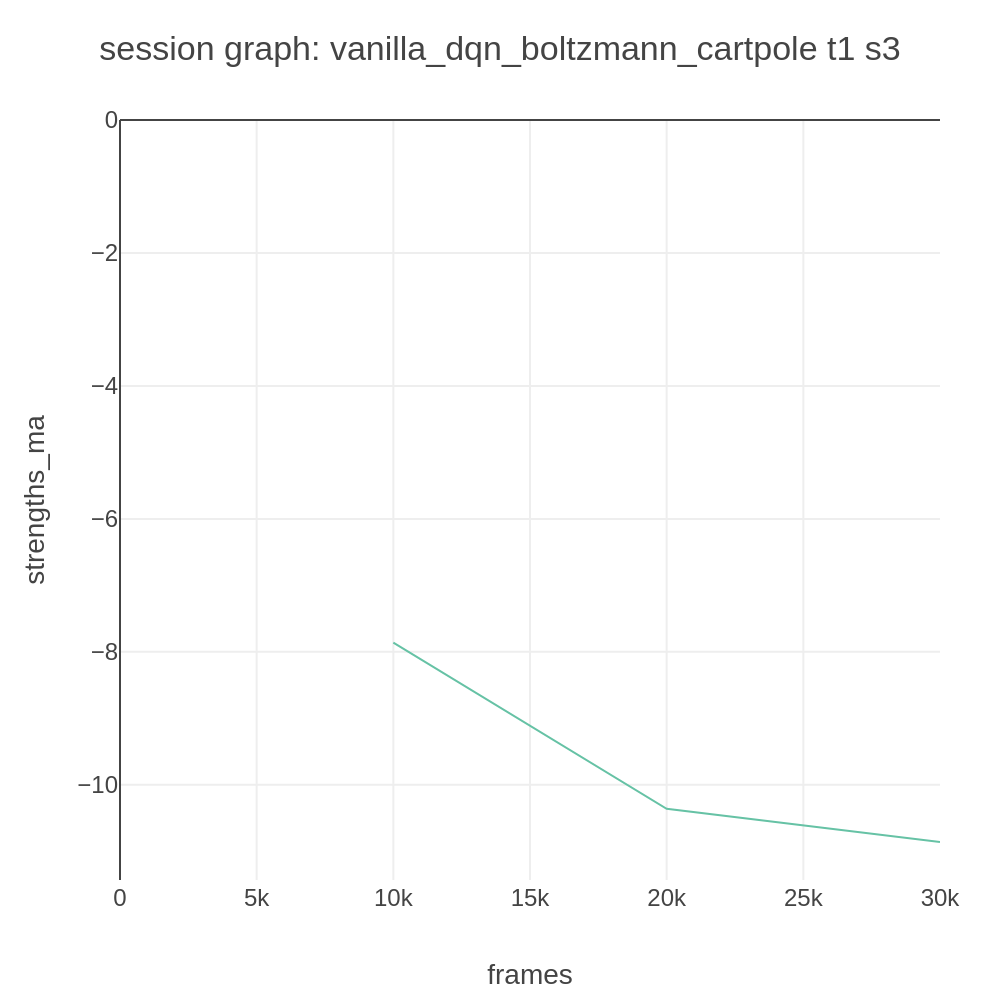 session graph: vanilla_dqn_boltzmann_cartpole t1 s3
0
−2
−4
−6
−8
−10
strengths_ma
0 5k 10k 15k 20k 25k 30k
frames